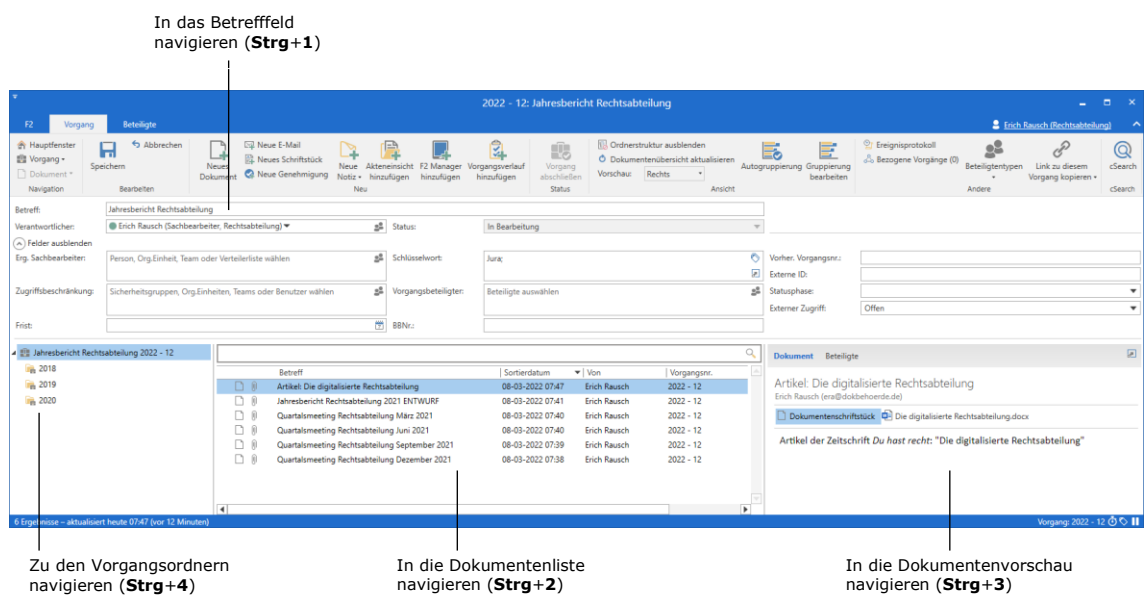 In das Betrefffeld
navigieren (Strg+1)
2022 - 12: Jahresbericht Rechtsabteilung
F2 Vorgang Beteiligte Erich Rausch (Rechtsabteilung)
Hauptfenster
Vorgang
Dokument
Navigation
Speichern
Abbrechen
Bearbeiten
Neues
Dokument
Neue E-Mail
Neues Schriftstück
Neue Genehmigung
Neue
Notiz
Akteneinsicht
hinzufügen
F2 Manager
hinzufügen
Vorgangsverlauf
hinzufügen
Neu
Vorgang
abschließen
Status
Ordnerstruktur ausblenden
Dokumentenübersicht aktualisieren
Vorschau: Rechts
Autogruppierung
Gruppierung
bearbeiten
Ansicht
Ereignisprotokoll
Bezogene Vorgänge (0)
Beteiligtentypen
Link zu diesem
Vorgang kopieren
Andere
cSearch
cSearch
Betreff: Jahresbericht Rechtsabteilung
Verantwortlicher: Erich Rausch (Sachbearbeiter, Rechtsabteilung) Status: In Bearbeitung
Felder ausblenden
Erg. Sachbearbeiter: Person, Org.Einheit, Team oder Verteilerliste wählen Schlüsselwort: Jura; Vorher. Vorgangsnr.:
Externe ID:
Zugriffsbeschränkung: Sicherheitsgruppen, Org.Einheiten, Teams oder Benutzer wählen Vorgangsbeteiligter: Beteiligte auswählen Statusphase:
Externer Zugriff: Offen
Frist: BBNr.:
Jahresbericht Rechtsabteilung 2022 - 12
2018
2019
2020
Betreff Sortierdatum Von Vorgangsnr.
Artikel: Die digitalisierte Rechtsabteilung 08-03-2022 07:47 Erich Rausch 2022 - 12
Jahresbericht Rechtsabteilung 2021 ENTWURF 08-03-2022 07:41 Erich Rausch 2022 - 12
Quartalsmeeting Rechtsabteilung März 2021 08-03-2022 07:40 Erich Rausch 2022 - 12
Quartalsmeeting Rechtsabteilung Juni 2021 08-03-2022 07:40 Erich Rausch 2022 - 12
Quartalsmeeting Rechtsabteilung September 2021 08-03-2022 07:39 Erich Rausch 2022 - 12
Quartalsmeeting Rechtsabteilung Dezember 2021 08-03-2022 07:38 Erich Rausch 2022 - 12
Dokument Beteiligte
Artikel: Die digitalisierte Rechtsabteilung
Erich Rausch (era@dokbehoerde.de)
Dokumentenschriftstück Die digitalisierte Rechtsabteilung.docx
Artikel der Zeitschrift Du hast recht: "Die digitalisierte Rechtsabteilung"
6 Ergebnisse – aktualisiert heute 07:47 (vor 12 Minuten) Vorgang: 2022 - 12
Zu den Vorgangsordnern
navigieren (Strg+4)
In die Dokumentenliste
navigieren (Strg+2)
In die Dokumentenvorschau
navigieren (Strg+3)